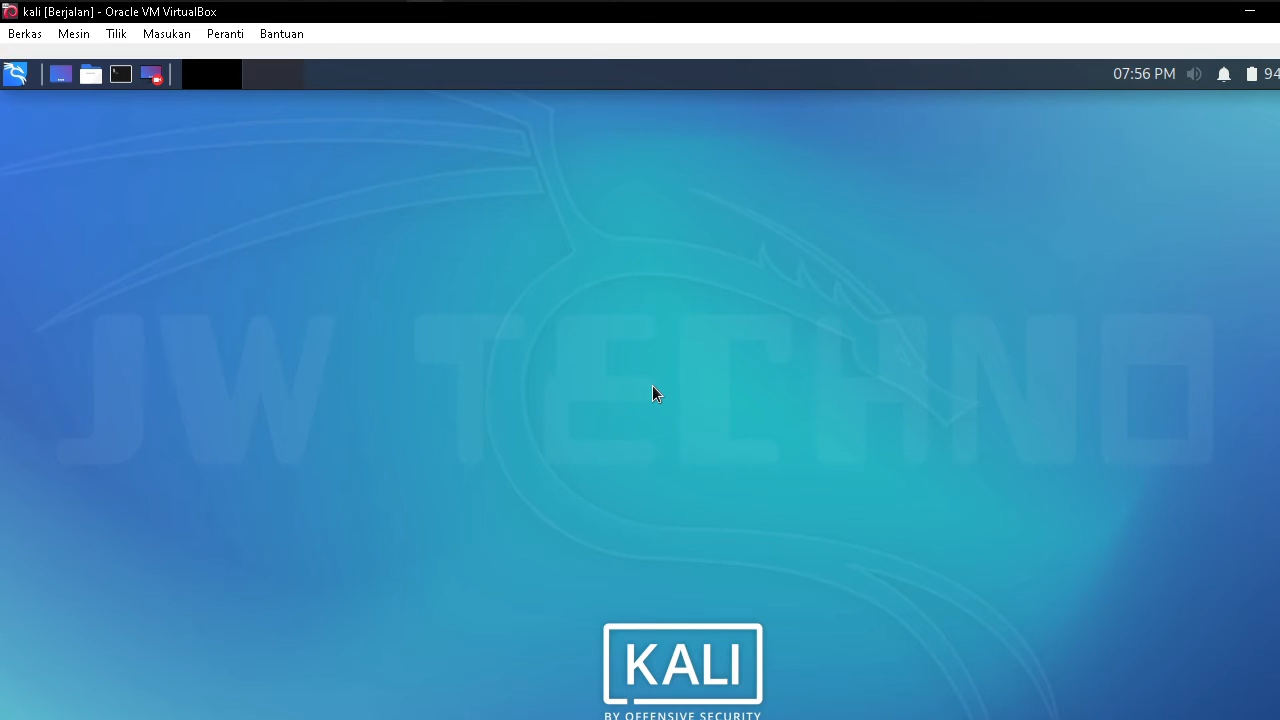 kali [Berjalan] - Oracle VM VirtualBox
Berkas Mesin Tilik Masukan Peranti Bantuan
07:56 PM 94
JW TECHNO
KALI
BY OFFENSIVE SECURITY